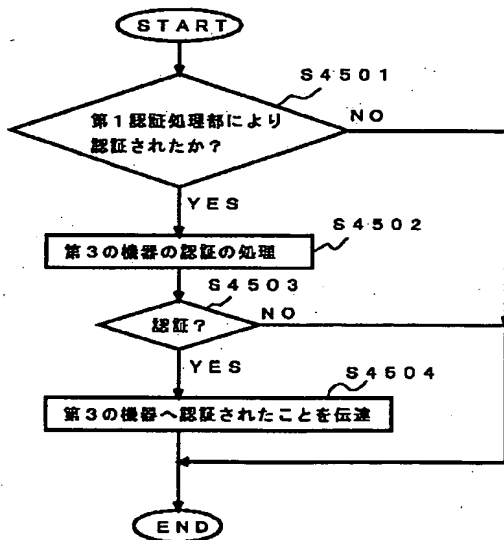 START
S4501
第1認証処理部により
認証されたか?
NO
YES
S4502
第3の機器の認証の処理
S4503
認証?
NO
YES
S4504
第3の機器へ認証されたことを伝達
END